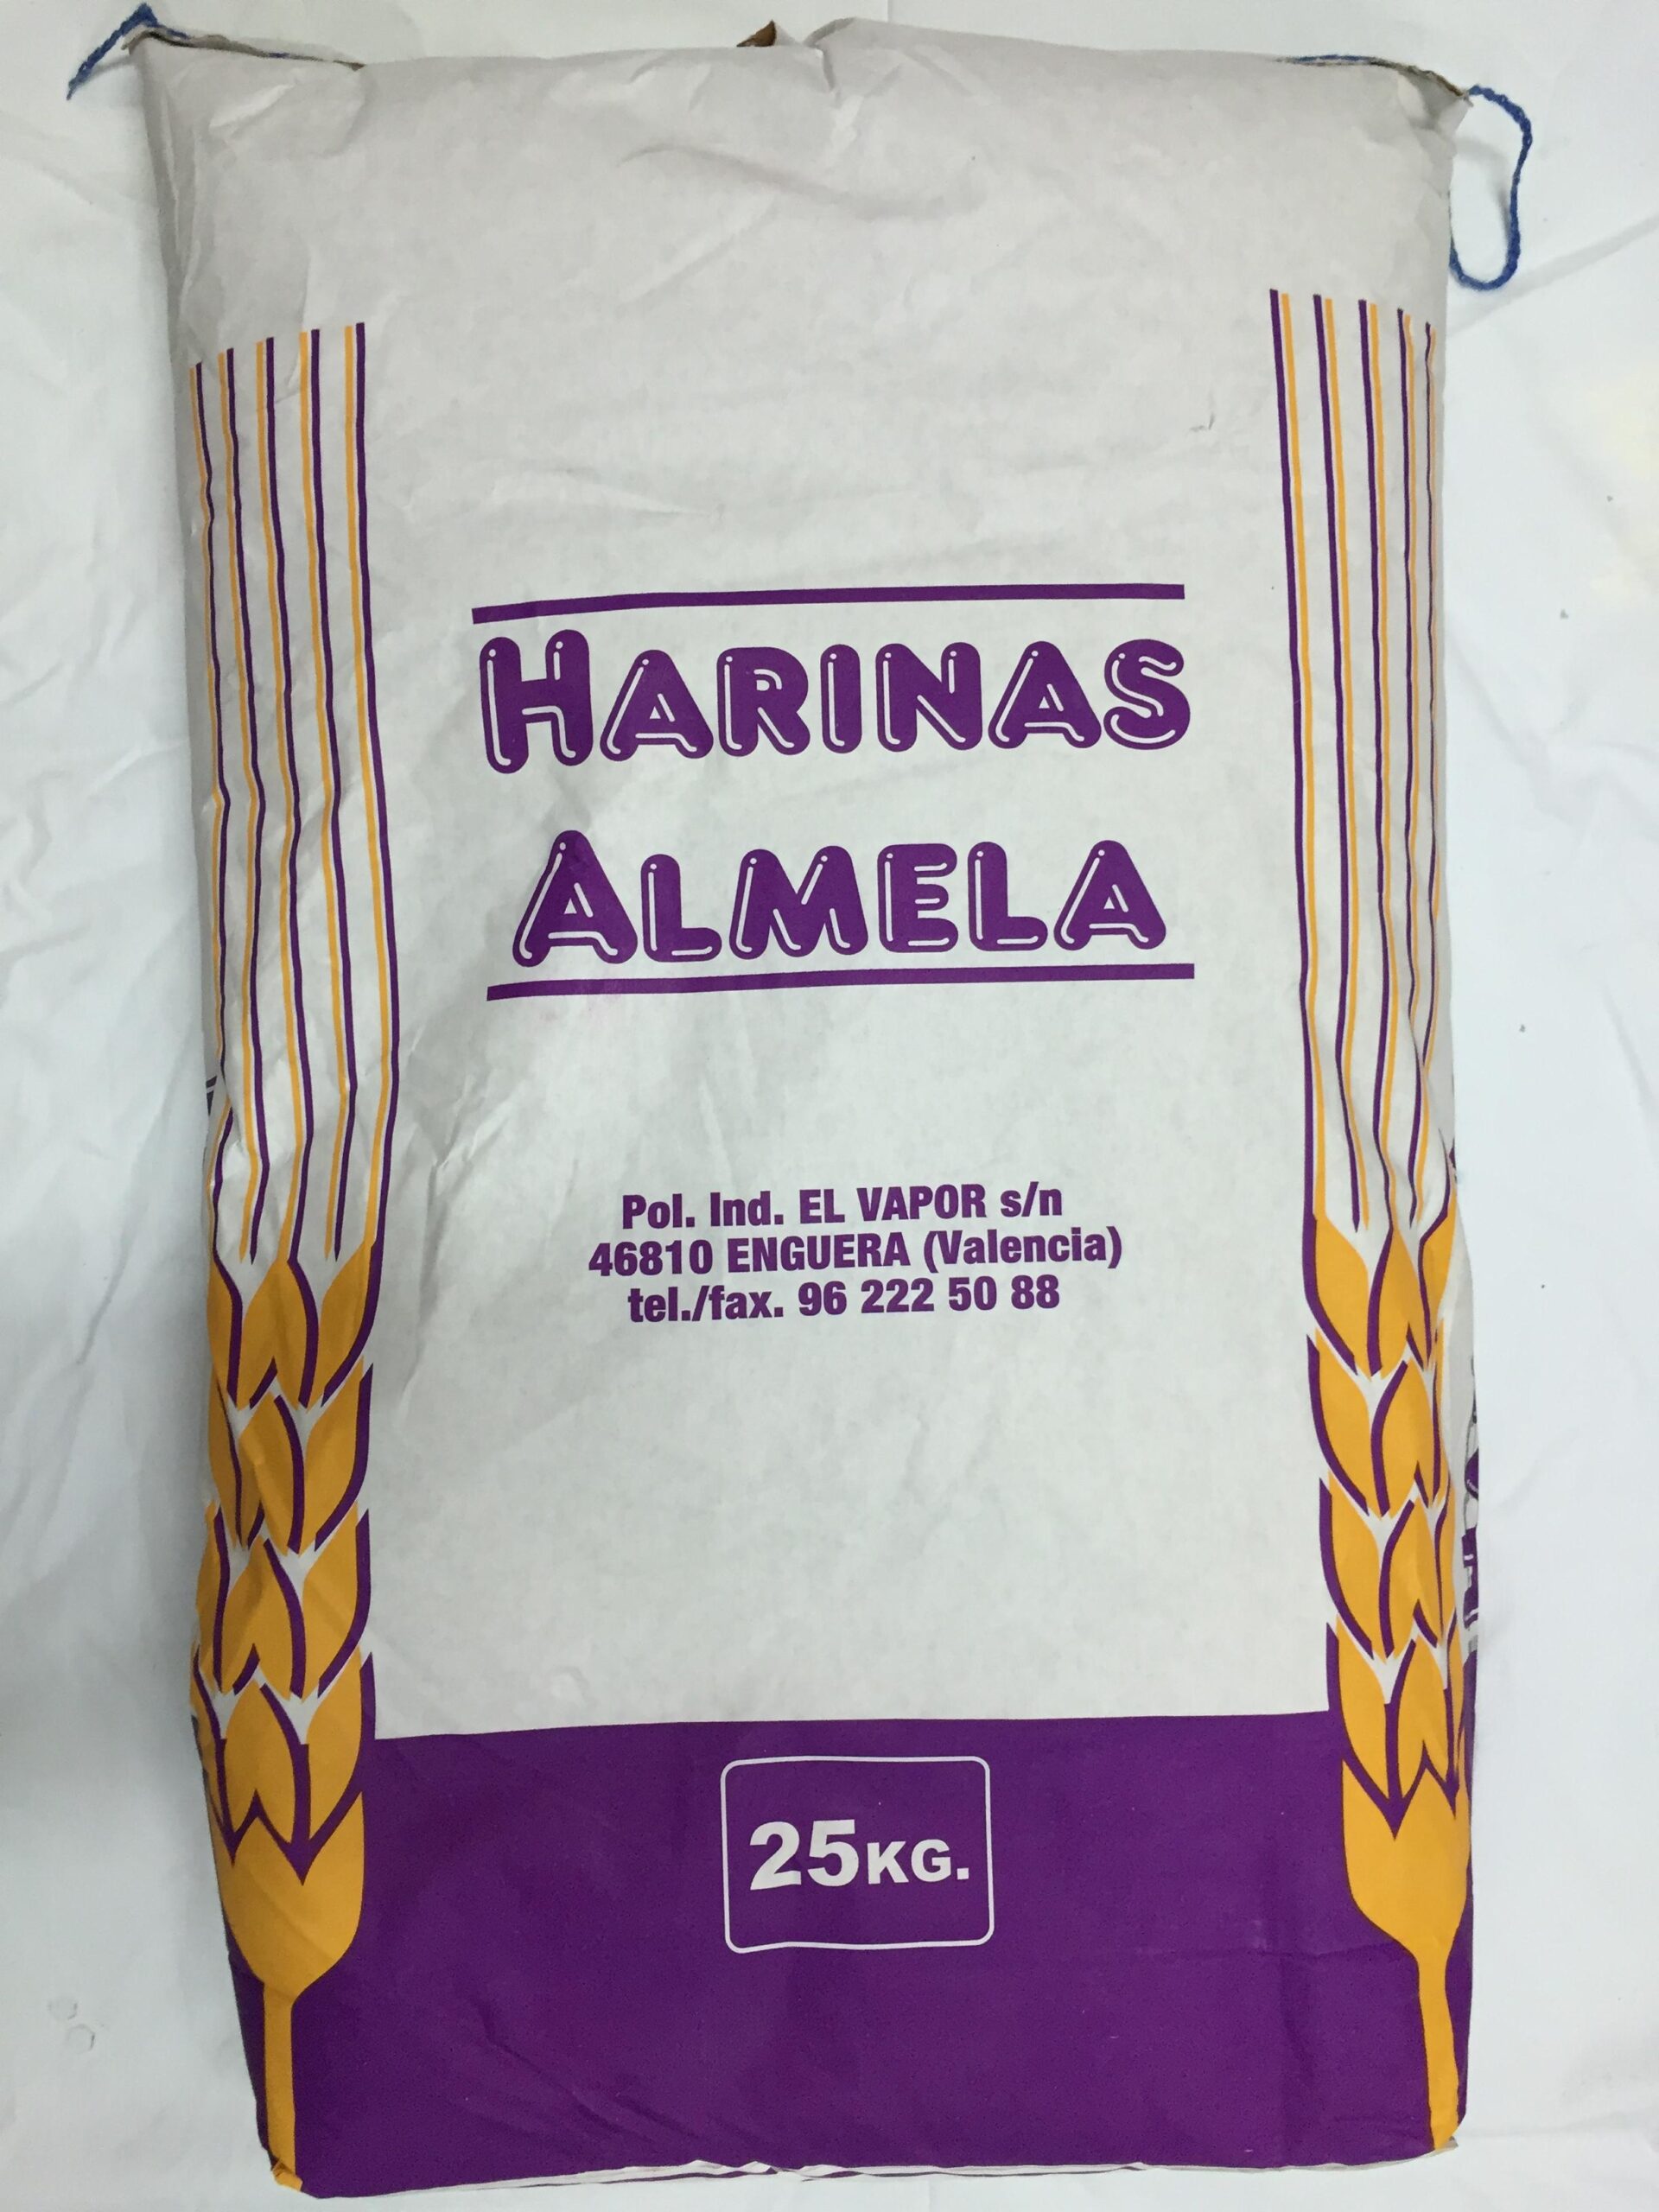 HARINAS
ALMELA
Pol. Ind. EL VAPOR s/n
46810 ENGUERA (Valencia)
tel./fax. 96 222 50 88
25KG.